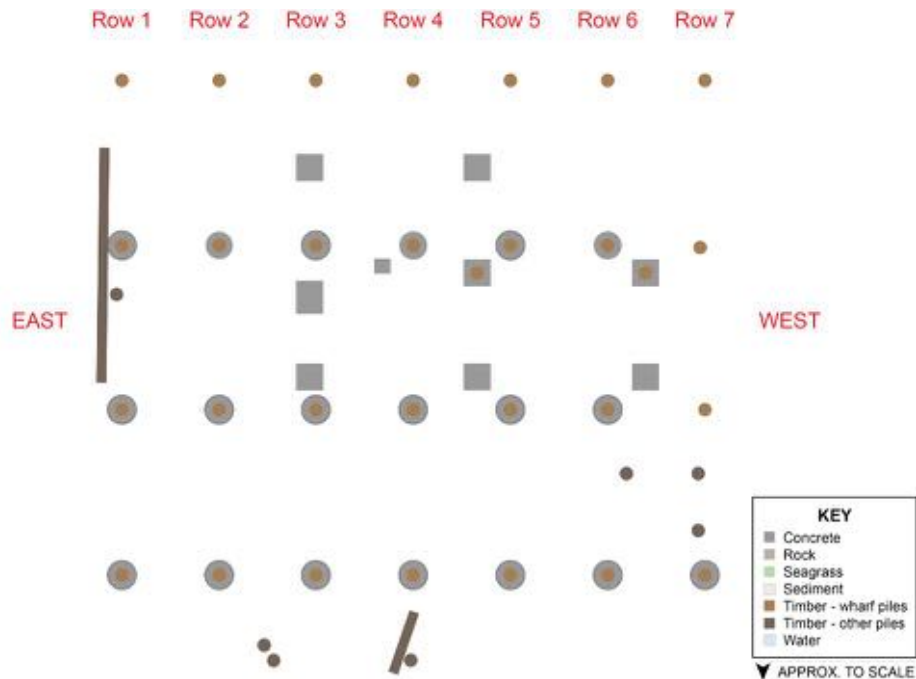 Row 1 Row 2 Row 3 Row 4 Row 5 Row 6 Row 7
EAST
WEST
KEY
Concrete
Rock
Seagrass
Sediment
Timber - wharf piles
Timber - other piles
Water
APPROX. TO SCALE